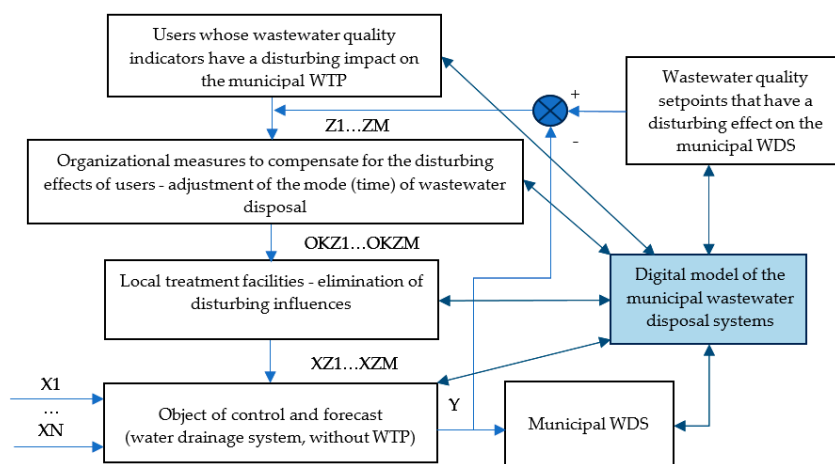 Users whose wastewater quality
indicators have a disturbing impact on
the municipal WTP
Wastewater quality
setpoints that have a
disturbing effect on the
municipal WDS
+
-
Z1...ZM
Organizational measures to compensate for the disturbing
effects of users - adjustment of the mode (time) of wastewater
disposal
OKZ1...OKZM
Local treatment facilities - elimination of
disturbing influences
Digital model of the
municipal wastewater
disposal systems
XZ1...XZM
X1
...
XN
Object of control and forecast
(water drainage system, without WTP)
Y
Municipal WDS